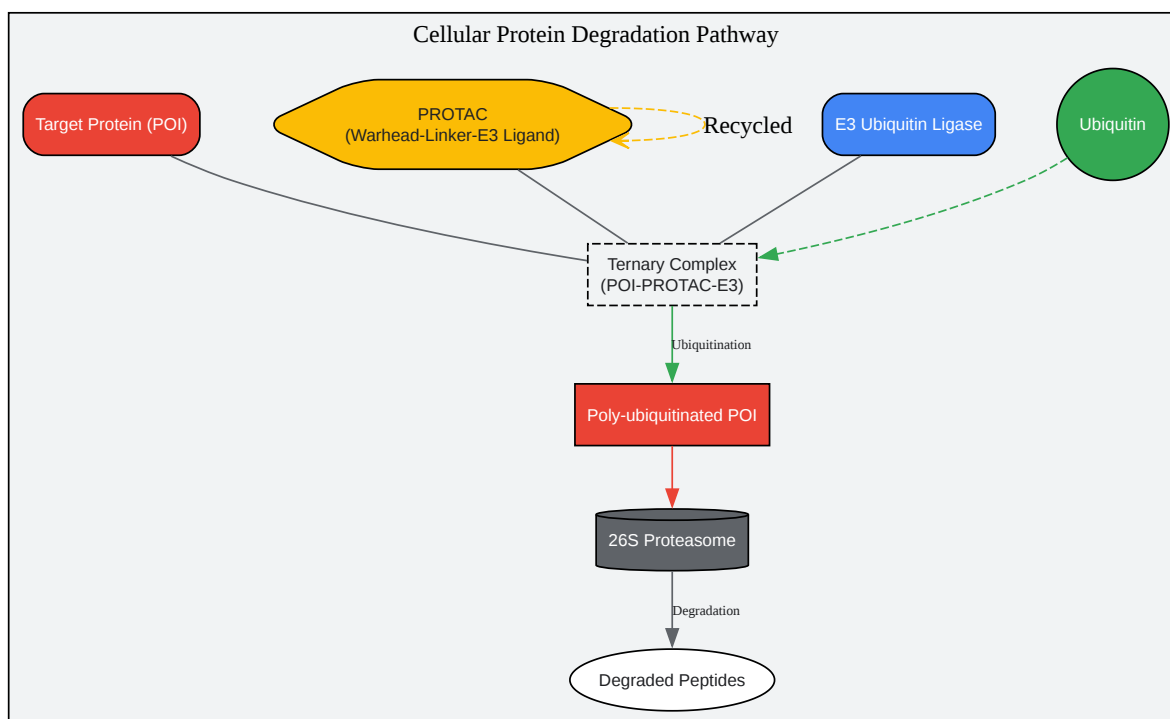 Cellular Protein Degradation Pathway
Target Protein (POI)
PROTAC
(Warhead-Linker-E3 Ligand)
Recycled
E3 Ubiquitin Ligase
Ubiquitin
Ternary Complex
(POI-PROTAC-E3)
Ubiquitination
Poly-ubiquitinated POI
26S Proteasome
Degradation
Degraded Peptides